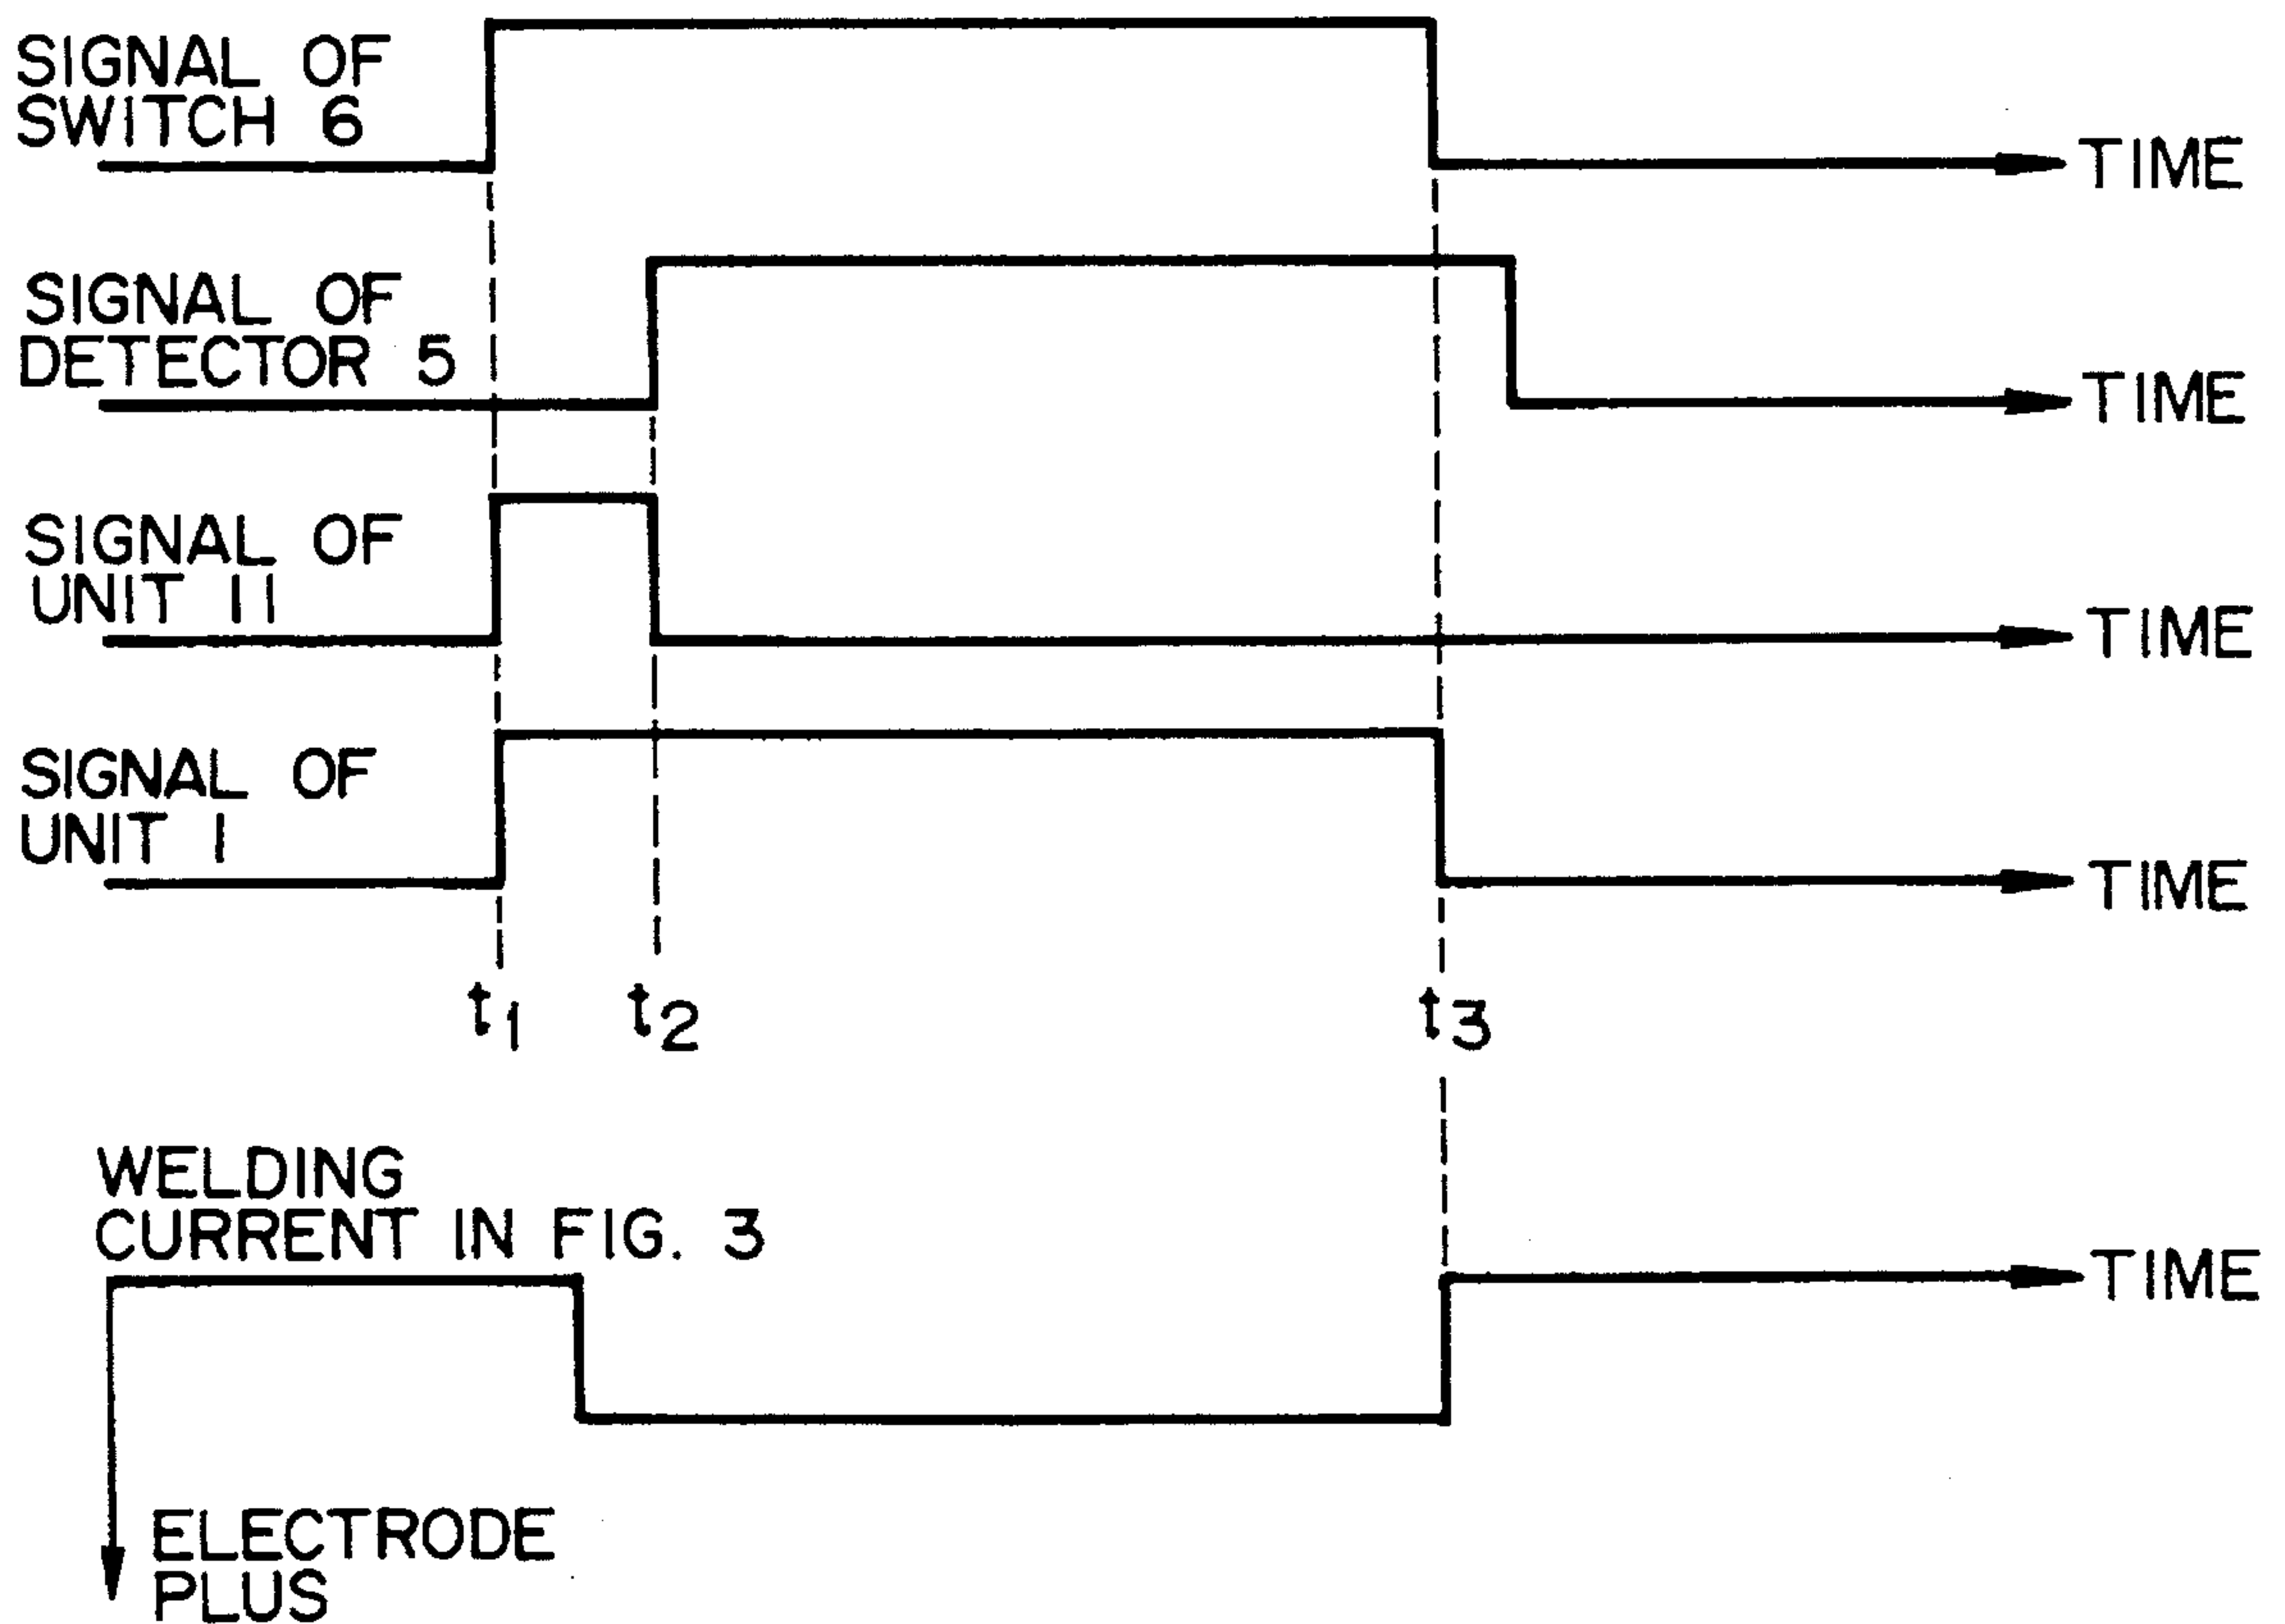 SIGNAL OF
SWITCH 6
TIME
SIGNAL OF
DETECTOR 5
TIME
SIGNAL OF
UNIT 11
TIME
SIGNAL OF
UNIT 1
TIME
t1 t2 t3
WELDING
CURRENT IN FIG. 3
TIME
ELECTRODE
PLUS